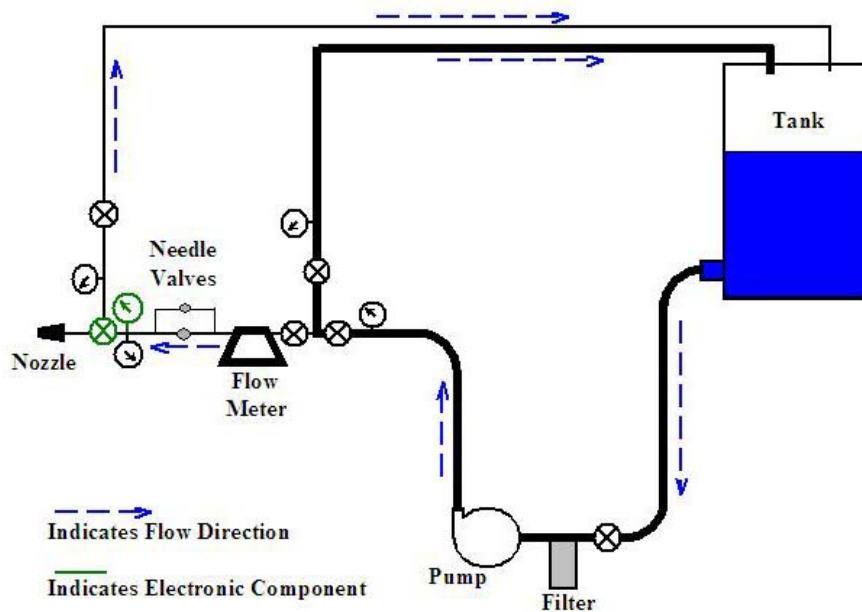 Tank
Needle
Valves
Nozzle
Flow
Meter
Indicates Flow Direction
Pump
Indicates Electronic Component
Filter